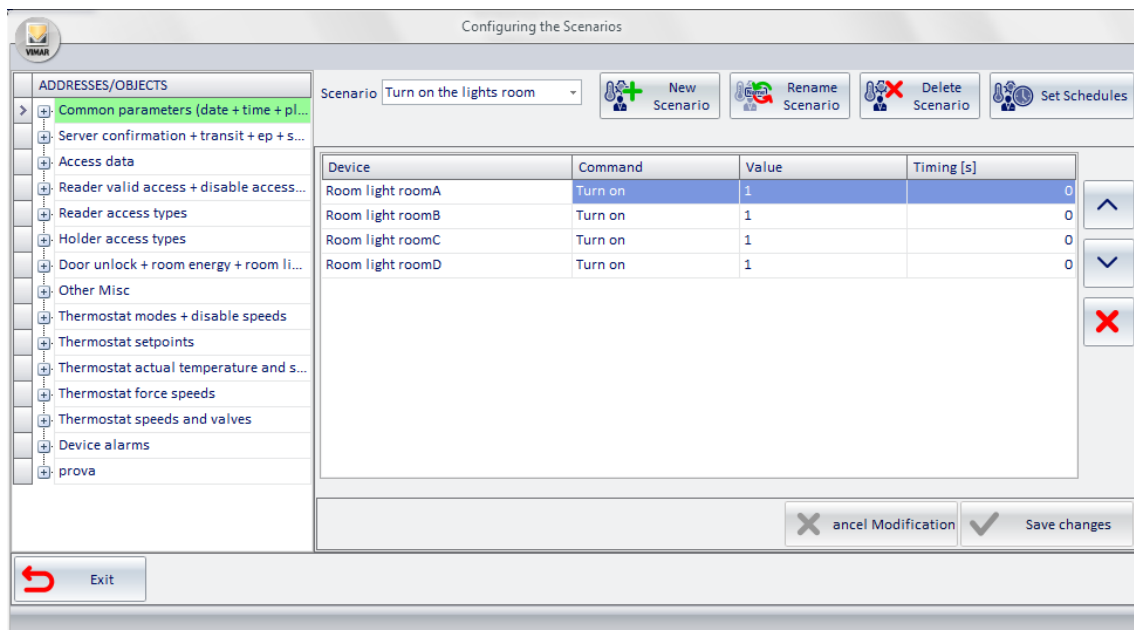 Configuring the Scenarios
VIMAR
ADDRESSES/OBJECTS
Common parameters (date + time + pl...
Server confirmation + transit + ep + s...
Access data
Reader valid access + disable access...
Reader access types
Holder access types
Door unlock + room energy + room li...
Other Misc
Thermostat modes + disable speeds
Thermostat setpoints
Thermostat actual temperature and s...
Thermostat force speeds
Thermostat speeds and valves
Device alarms
prova
Scenario Turn on the lights room
New
Scenario
Name
Rename
Scenario
Delete
Scenario
Set Schedules
Device Command Value Timing [s]
Room light roomA Turn on 1 0
Room light roomB Turn on 1 0
Room light roomC Turn on 1 0
Room light roomD Turn on 1 0
ancel Modification
Save changes
Exit